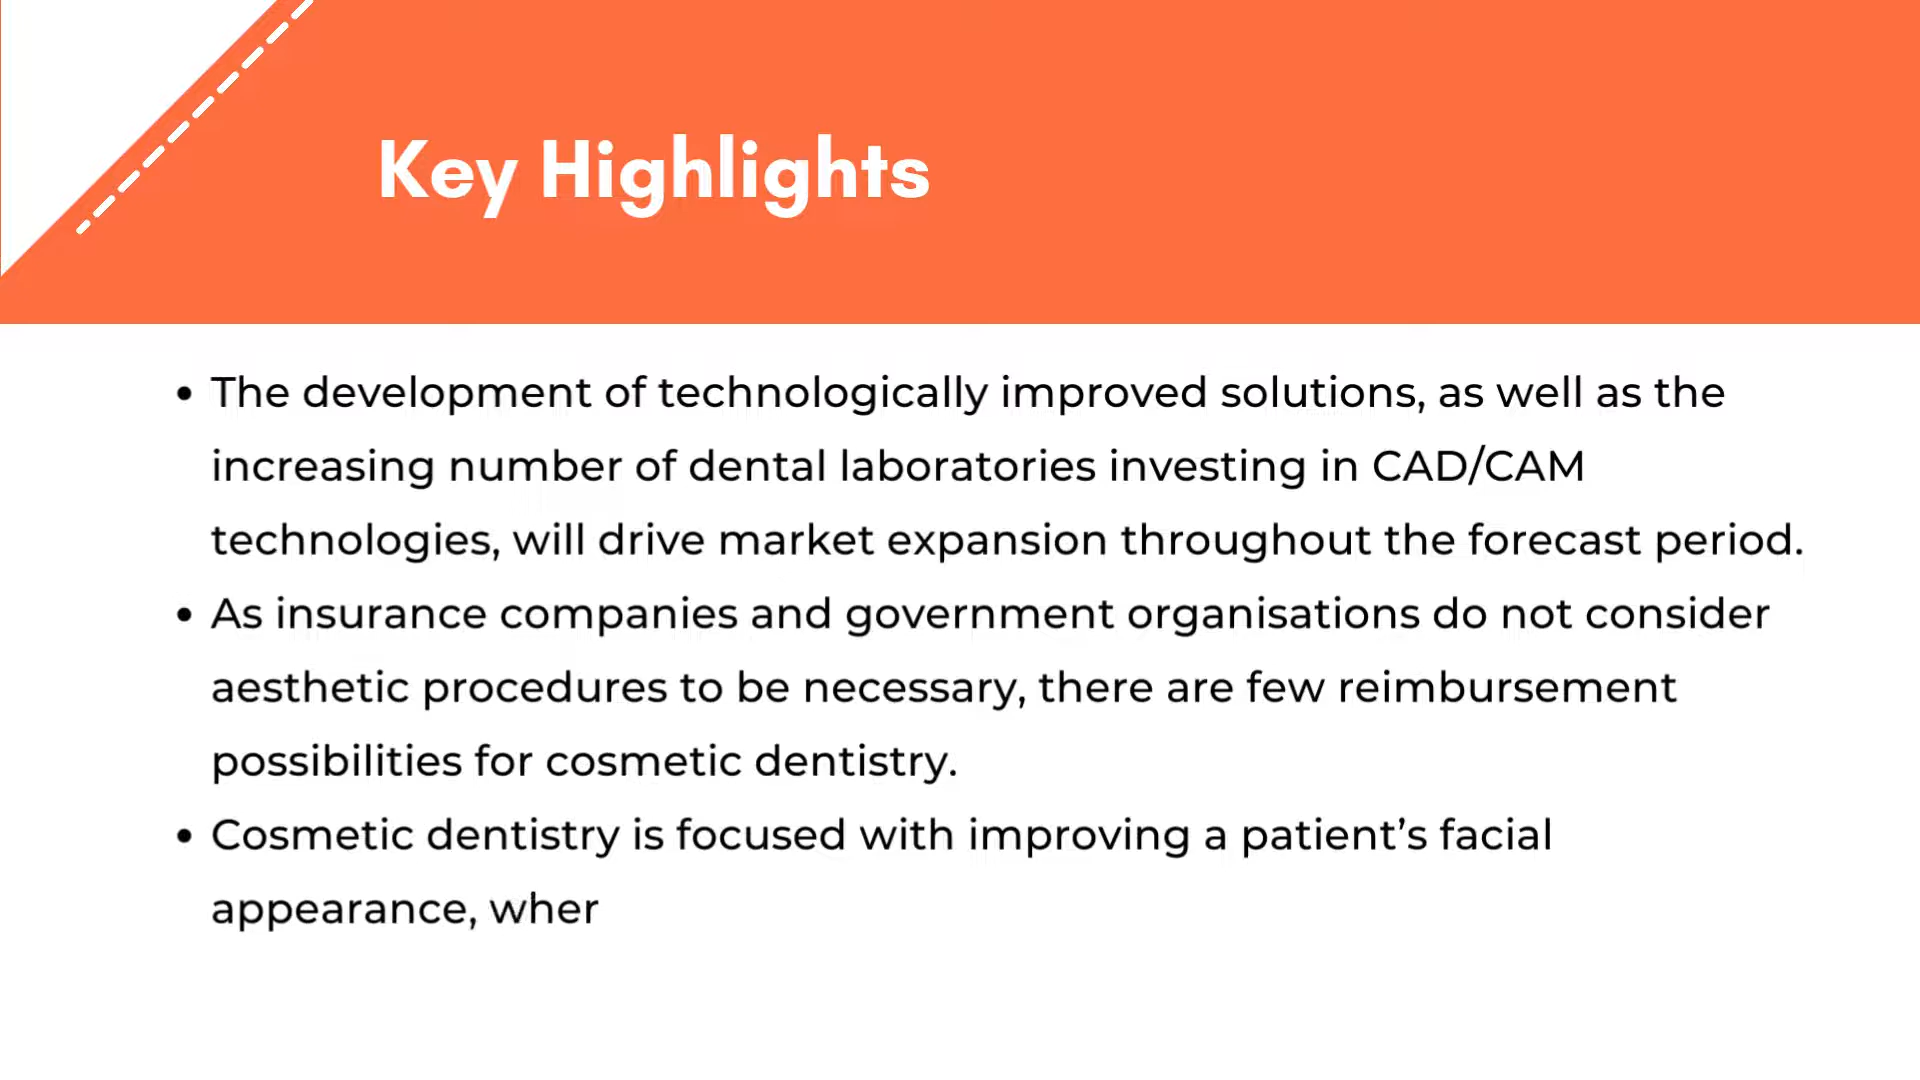 Key Highlights
• The development of technologically improved solutions, as well as the
increasing number of dental laboratories investing in CAD/CAM
technologies, will drive market expansion throughout the forecast period.
• As insurance companies and government organisations do not consider
aesthetic procedures to be necessary, there are few reimbursement
possibilities for cosmetic dentistry.
• Cosmetic dentistry is focused with improving a patient’s facial
appearance, wher